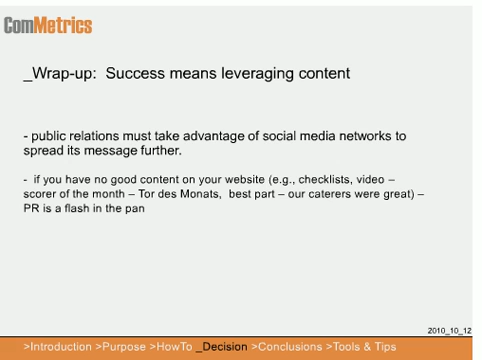 ComMetrics
_Wrap-up:  Success means leveraging content
- public relations must take advantage of social media networks to
spread its message further.
-  if you have no good content on your website (e.g., checklists, video –
scorer of the month – Tor des Monats,  best part – our caterers were great) –
PR is a flash in the pan
2010_10_12
>Introduction >Purpose >HowTo _Decision >Conclusions >Tools & Tips